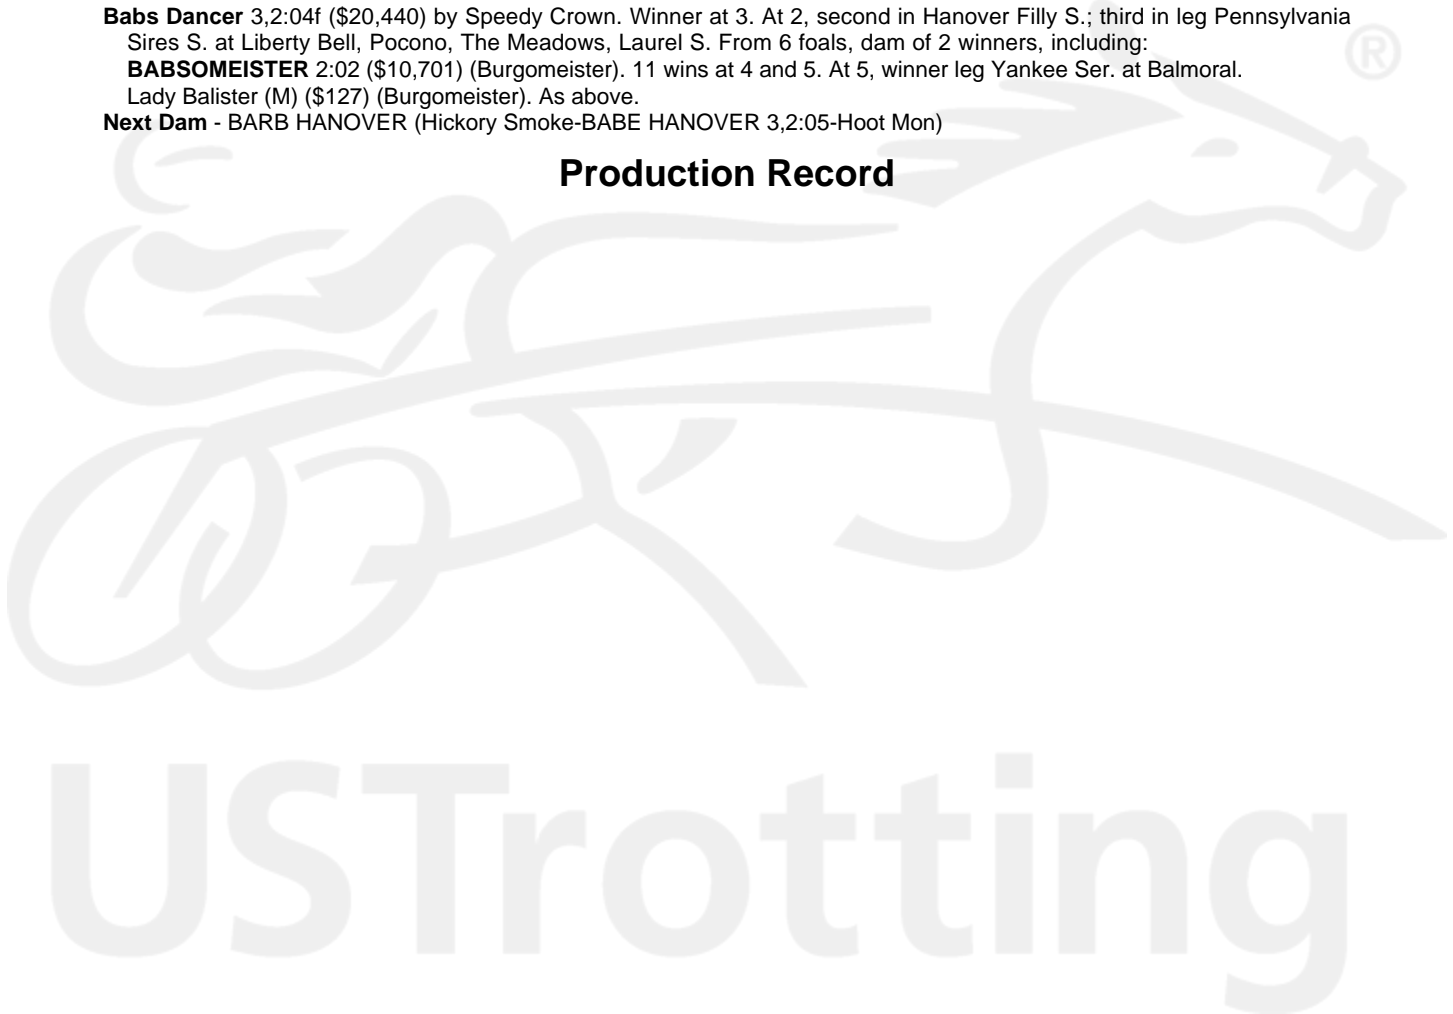 Babs Dancer 3,2:04f ($20,440) by Speedy Crown. Winner at 3. At 2, second in Hanover Filly S.; third in leg Pennsylvania
Sires S. at Liberty Bell, Pocono, The Meadows, Laurel S. From 6 foals, dam of 2 winners, including:
BABSOMEISTER 2:02 ($10,701) (Burgomeister). 11 wins at 4 and 5. At 5, winner leg Yankee Ser. at Balmoral.
Lady Balister (M) ($127) (Burgomeister). As above.
Next Dam - BARB HANOVER (Hickory Smoke-BABE HANOVER 3,2:05-Hoot Mon)
Production Record
®
USTrotting